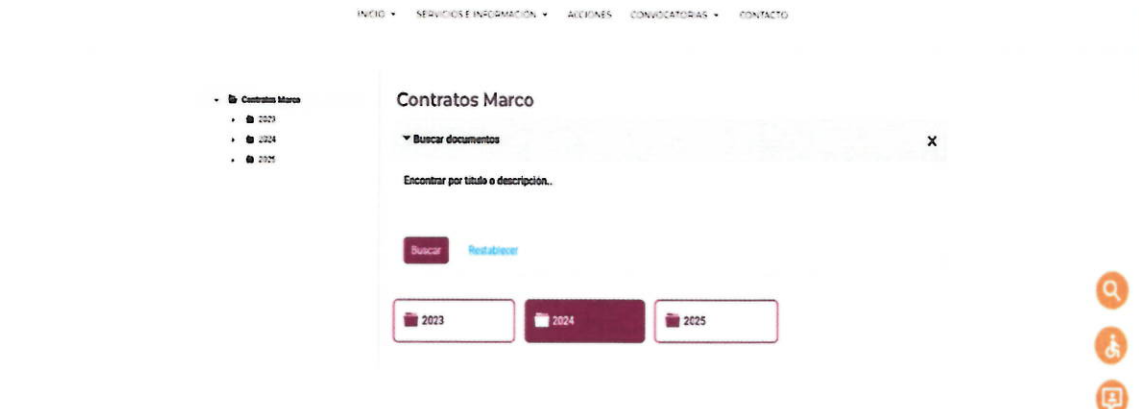 INICIO SERVICIOS E INFORMACIÓN ACCIONES CONVOCATORIAS CONTACTO
Contratos Marco
2023
2024
2025
Contratos Marco
Buscar documentos X
Encontrar por título o descripción..
Buscar Restablecer
2023 2024 2025